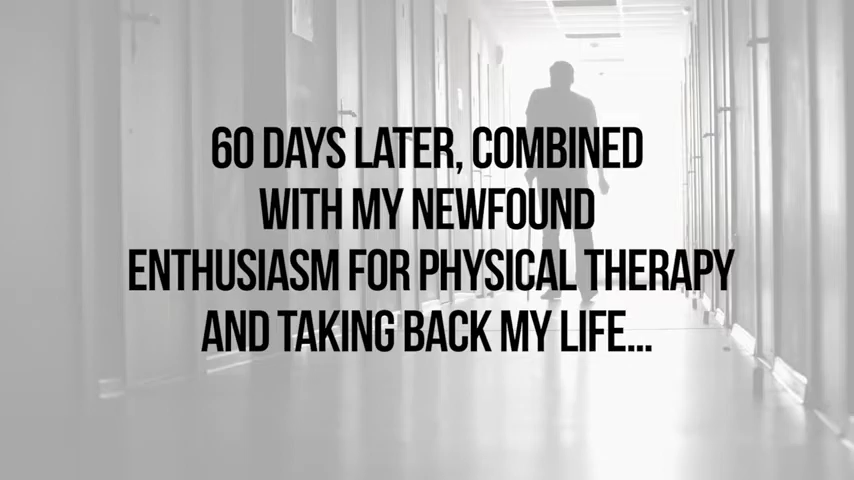 60 DAYS LATER, COMBINED
WITH MY NEWFOUND
ENTHUSIASM FOR PHYSICAL THERAPY
AND TAKING BACK MY LIFE...